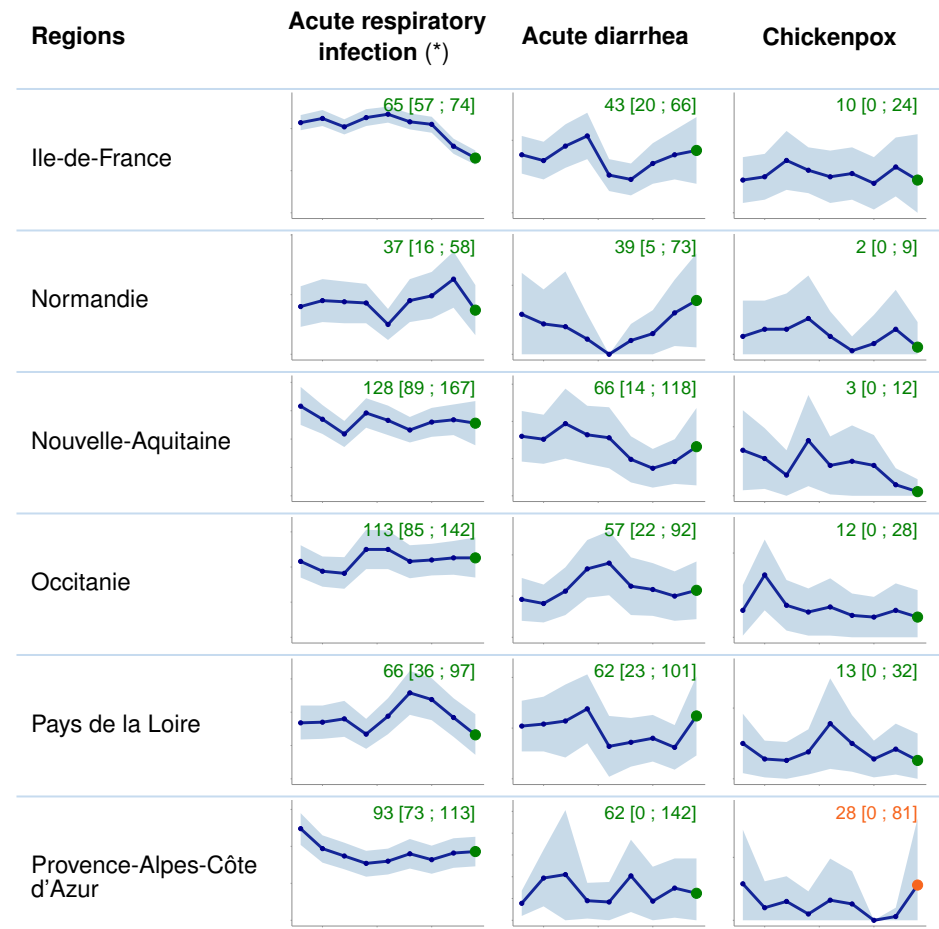 Regions
Acute respiratory
infection (*)
Acute diarrhea
Chickenpox
Ile-de-France
65 [57 ; 74]
43 [20 ; 66]
10 [0 ; 24]
Normandie
37 [16 ; 58]
39 [5 ; 73]
2 [0 ; 9]
Nouvelle-Aquitaine
128 [89 ; 167]
66 [14 ; 118]
3 [0 ; 12]
Occitanie
113 [85 ; 142]
57 [22 ; 92]
12 [0 ; 28]
Pays de la Loire
66 [36 ; 97]
62 [23 ; 101]
13 [0 ; 32]
Provence-Alpes-Côte
d'Azur
93 [73 ; 113]
62 [0 ; 142]
28 [0 ; 81]